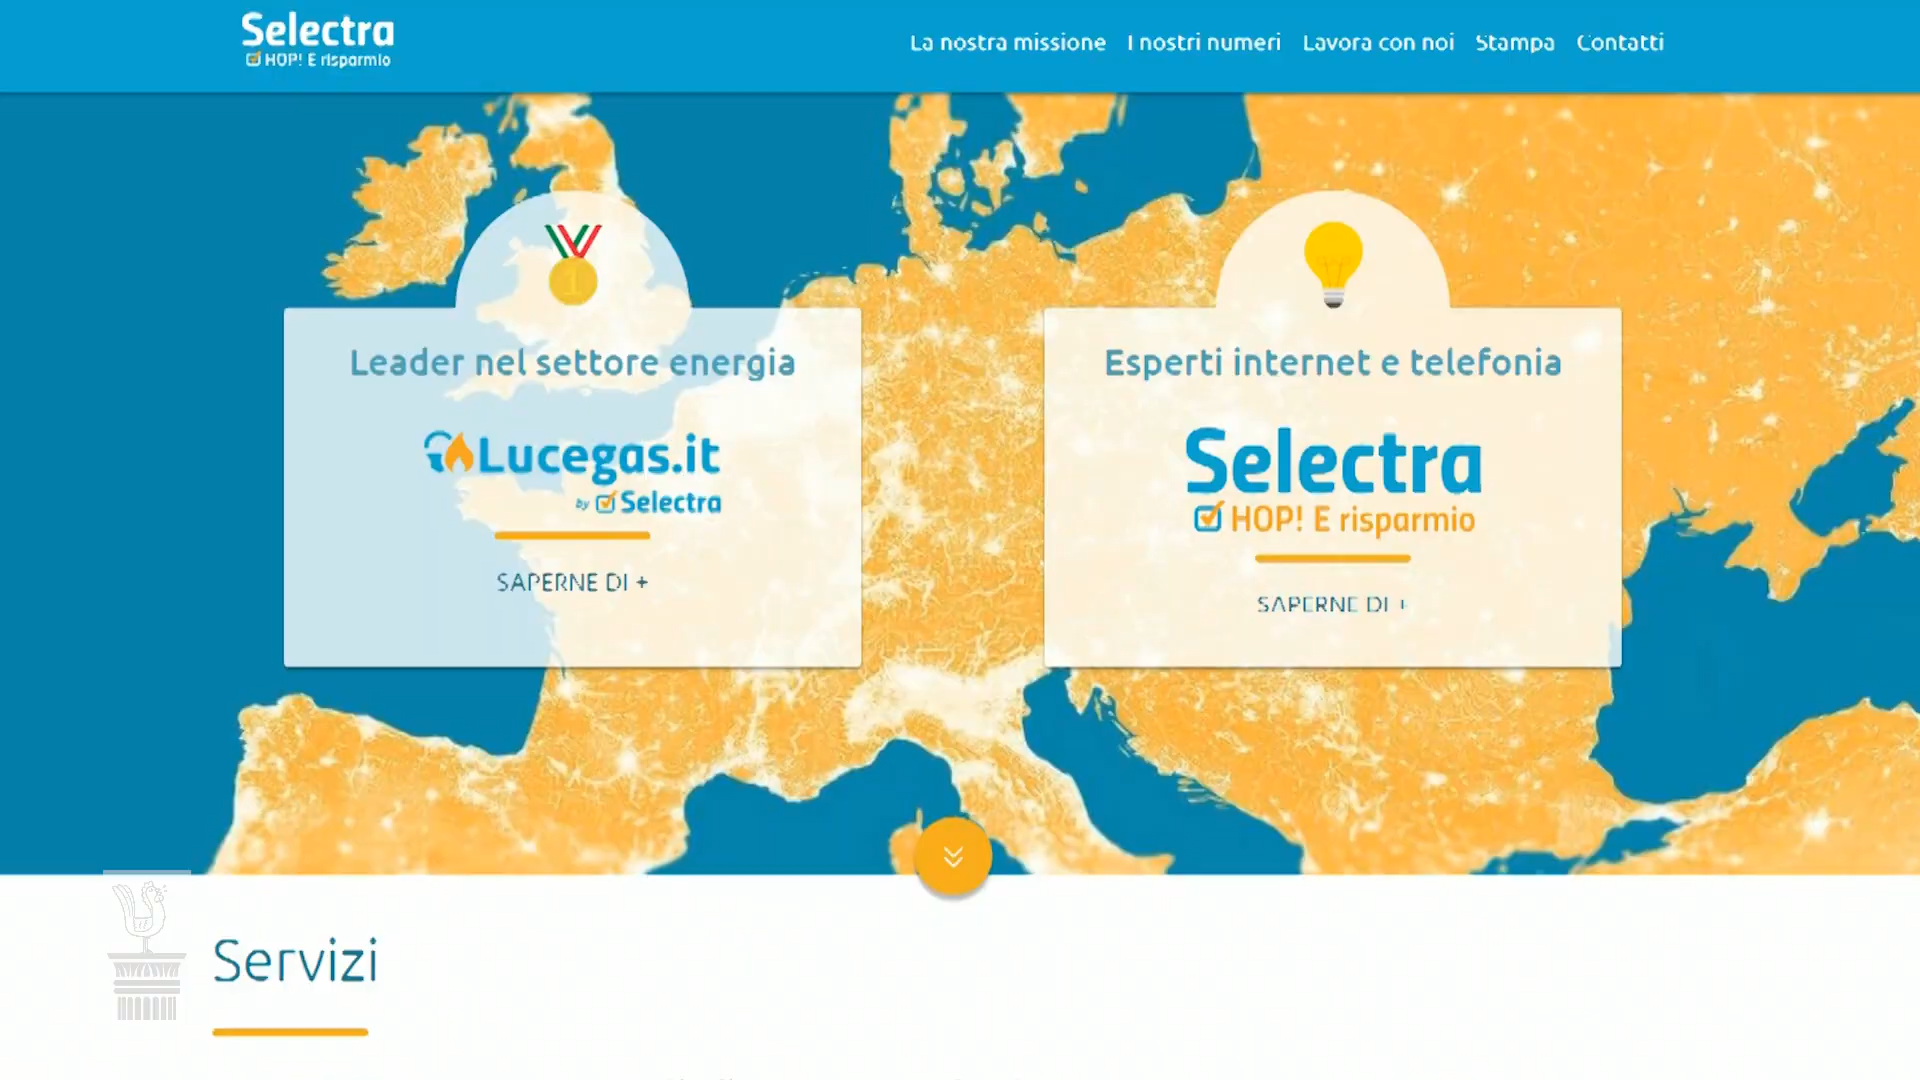 Selectra
HOP! E risparmio
La nostra missione
I nostri numeri
Lavora con noi
Stampa
Contatti
1
Leader nel settore energia
Lucegas.it
by Selectra
SAPERNE DI +
Esperti internet e telefonia
Selectra
HOP! E risparmio
SAPERNE DI +
Servizi